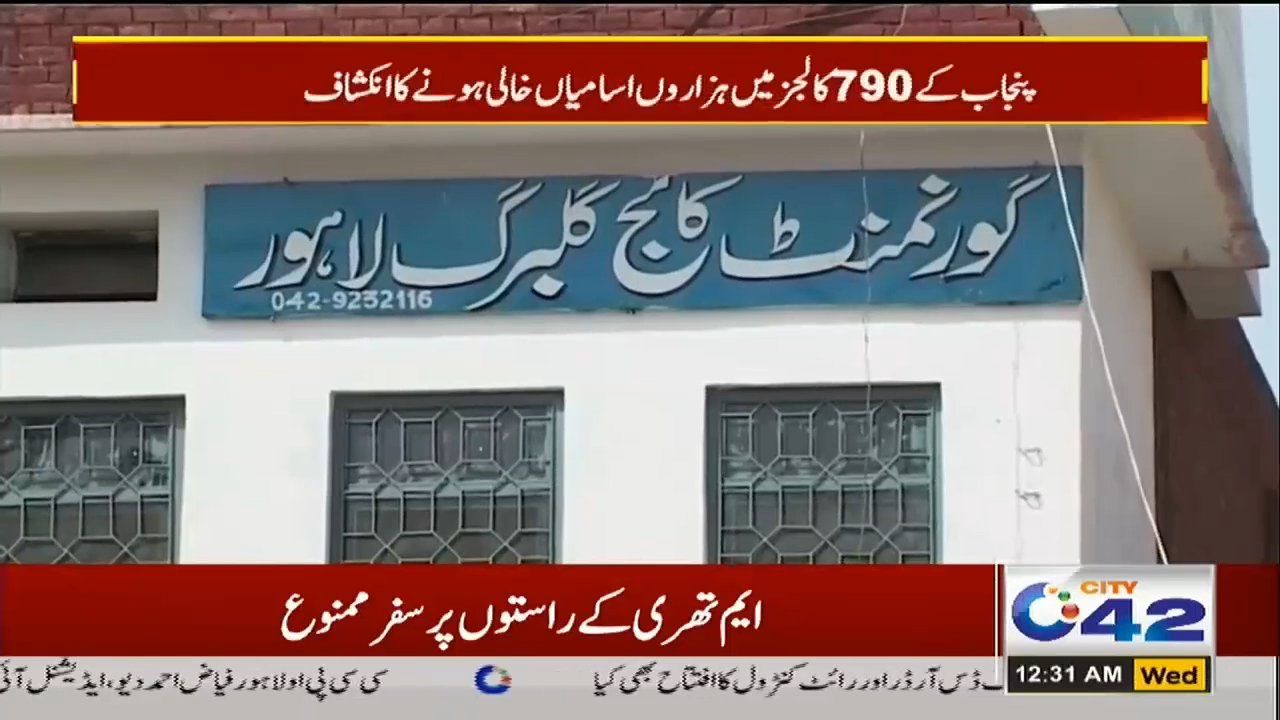 پنجاب کے 790 کالجز میں ہزاروں اسامیاں خالی ہونے کا انکشاف
گورنمنٹ کالج گلبرگ لاہور
042-9232116
ایم تھری کے راستوں پر سفر ممنوع
CITY
42
12:31 AM Wed
ڈس آرڈر اور رائٹ کنٹرول کا افتتاح بھی کیا
سی سی پی او لاہور فیاض احمد دیو، ایڈیشنل آئی